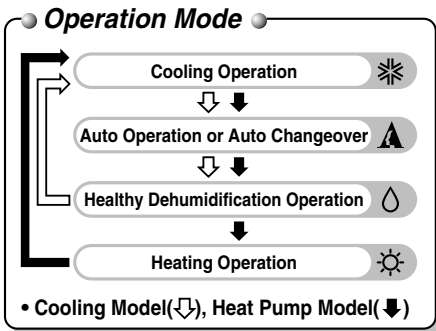 Operation Mode
Cooling Operation
Auto Operation or Auto Changeover
Healthy Dehumidification Operation
Heating Operation
• Cooling Model(⇩), Heat Pump Model(⬇)